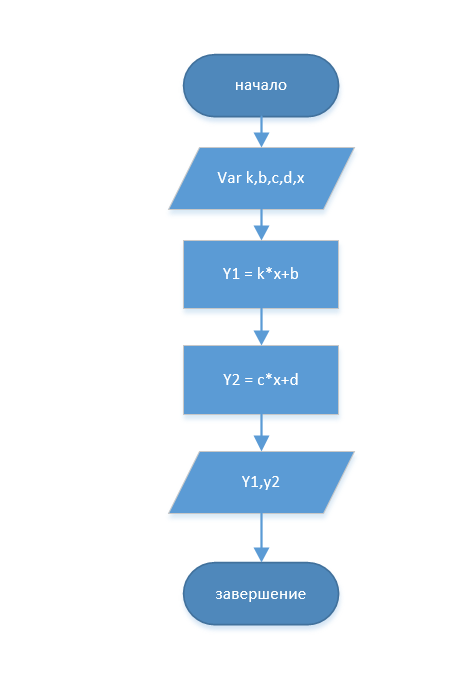 начало
Var k,b,c,d,x
Y1 = k*x+b
Y2 = c*x+d
Y1,y2
завершение